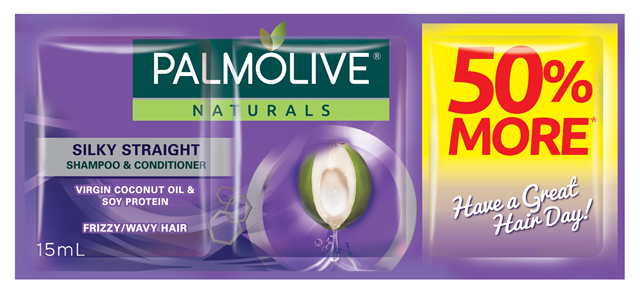 PALMOLIVE®
NATURALS
SILKY STRAIGHT
SHAMPOO & CONDITIONER
VIRGIN COCONUT OIL &
SOY PROTEIN
FRIZZY/WAVY HAIR
15mL
50%
MORE*
Have a Great
Hair Day!